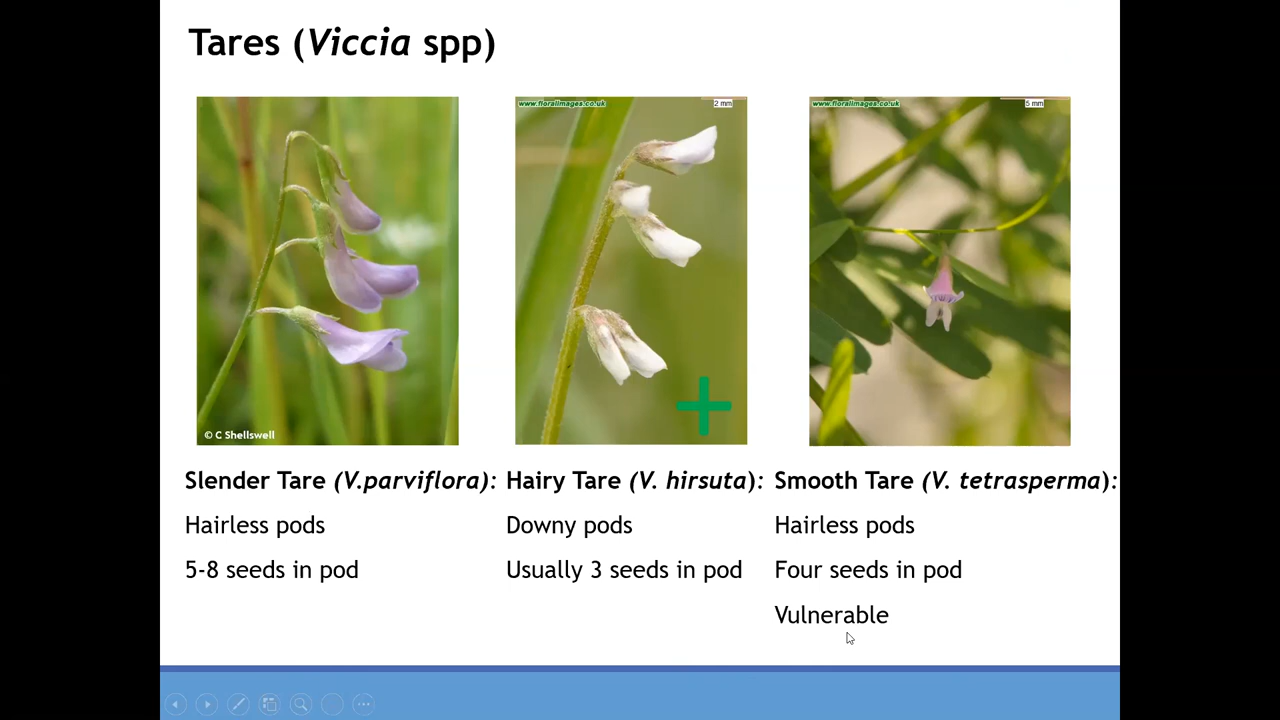 Tares (Viccia spp)
www.floralimages.co.uk
2 mm
www.floralimages.co.uk
5 mm
© C Shellswell
Slender Tare (V.parviflora):
Hairless pods
5-8 seeds in pod
Hairy Tare (V. hirsuta):
Downy pods
Usually 3 seeds in pod
Smooth Tare (V. tetrasperma):
Hairless pods
Four seeds in pod
Vulnerable